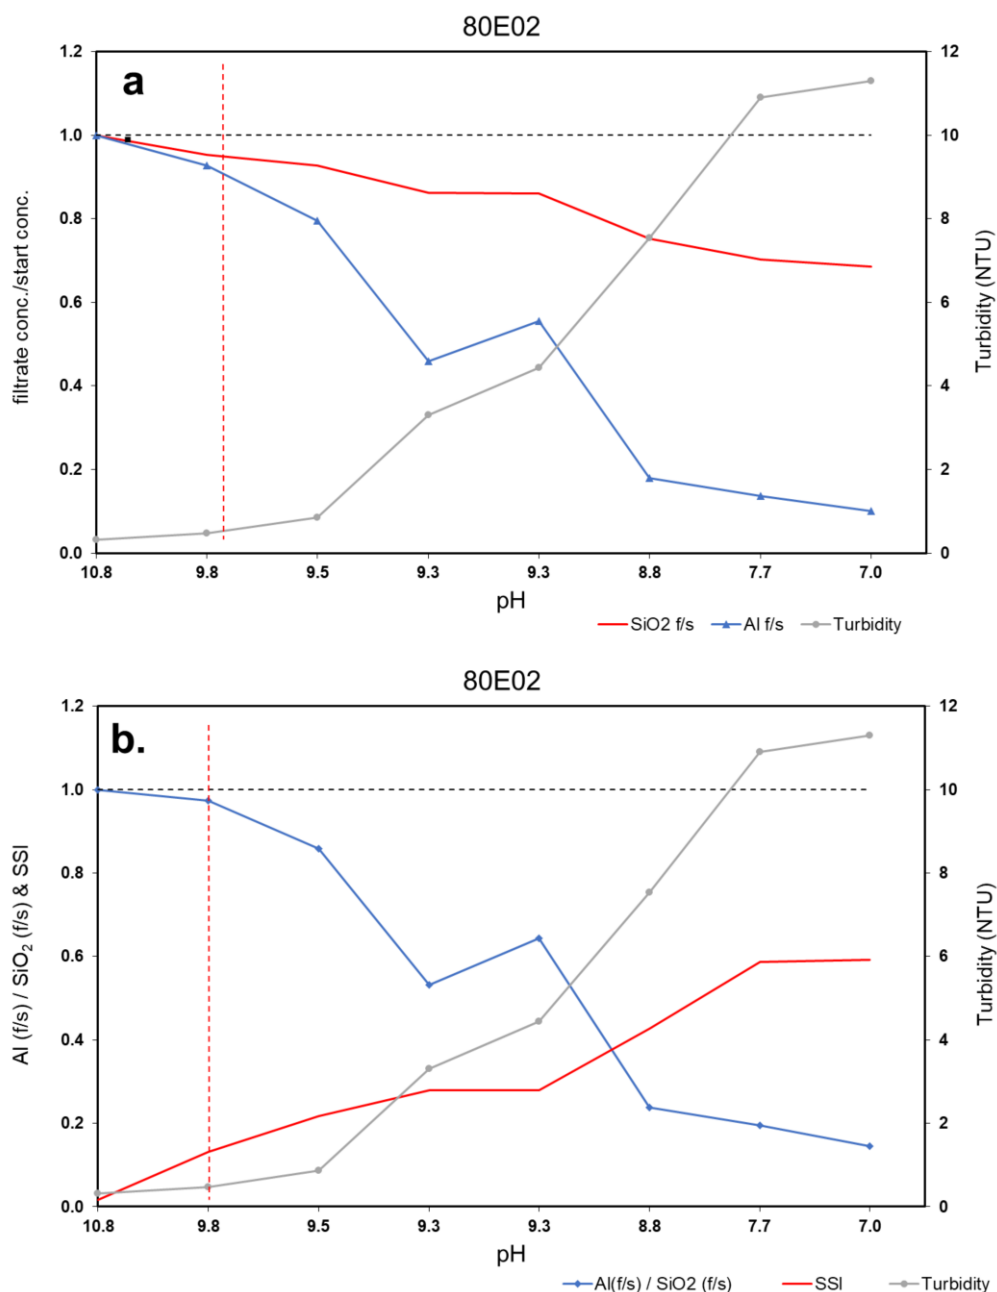 80E02
a
1.2
1.0
0.8
0.6
0.4
0.2
0.0
filtrate conc./start conc.
12
10
8
6
4
2
0
Turbidity (NTU)
10.8 9.8 9.5 9.3 9.3 8.8 7.7 7.0
pH
SiO2 f/s Al f/s Turbidity
80E02
b.
1.2
1.0
0.8
0.6
0.4
0.2
0.0
Al (f/s) / SiO₂ (f/s) & SSI
12
10
8
6
4
2
0
Turbidity (NTU)
10.8 9.8 9.5 9.3 9.3 8.8 7.7 7.0
pH
Al(f/s) / SiO2 (f/s) SSI Turbidity